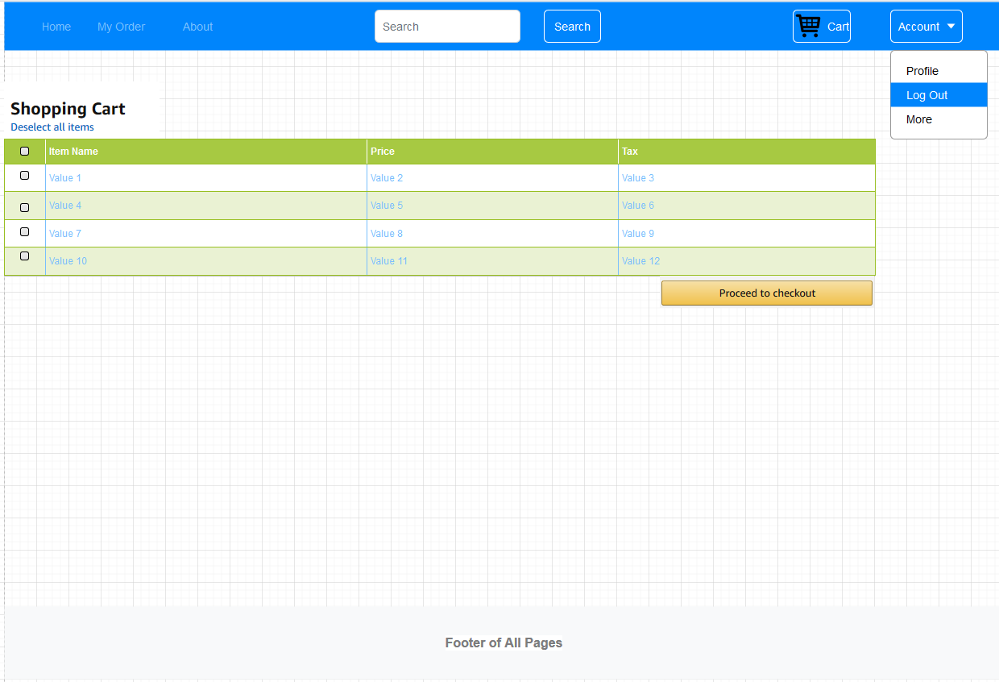 Home My Order About Search Search Cart Account
Profile
Log Out
More
Shopping Cart
Deselect all items
Item Name Price Tax
Value 1 Value 2 Value 3
Value 4 Value 5 Value 6
Value 7 Value 8 Value 9
Value 10 Value 11 Value 12
Proceed to checkout
Footer of All Pages